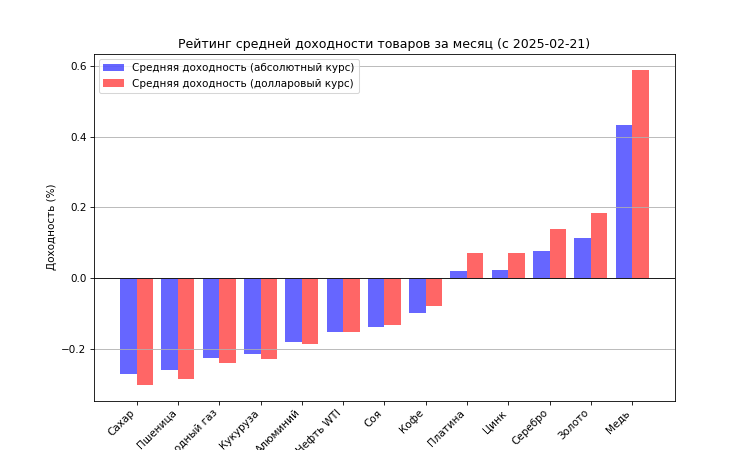 Рейтинг средней доходности товаров за месяц (с 2025-02-21)
Средняя доходность (абсолютный курс)
Средняя доходность (долларовый курс)
Доходность (%)
0.6
0.4
0.2
0.0
−0.2
Сахар
Пшеница
одный газ
Кукуруза
Алюминий
Нефть WTI
Соя
Кофе
Платина
Цинк
Серебро
Золото
Медь